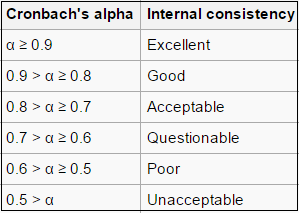 Cronbach's alpha Internal consistency
α ≥ 0.9 Excellent
0.9 > α ≥ 0.8 Good
0.8 > α ≥ 0.7 Acceptable
0.7 > α ≥ 0.6 Questionable
0.6 > α ≥ 0.5 Poor
0.5 > α Unacceptable